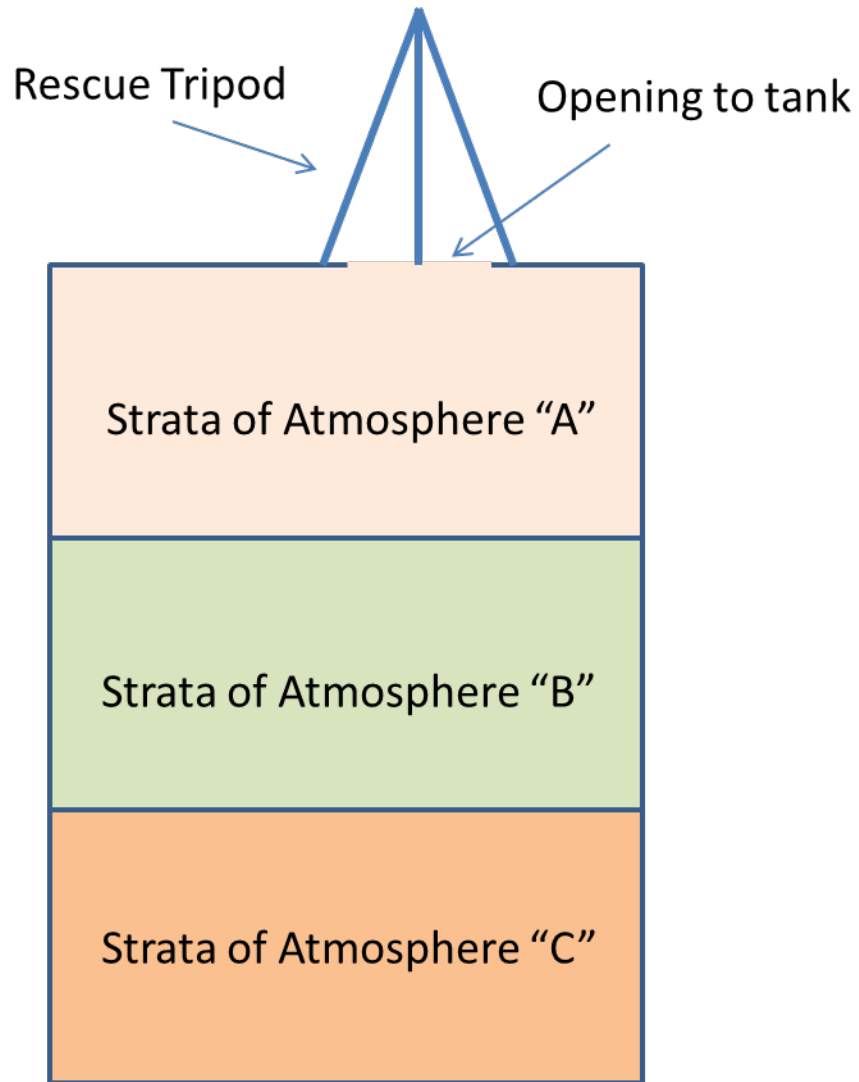 Rescue Tripod
Opening to tank
Strata of Atmosphere “A”
Strata of Atmosphere “B”
Strata of Atmosphere “C”